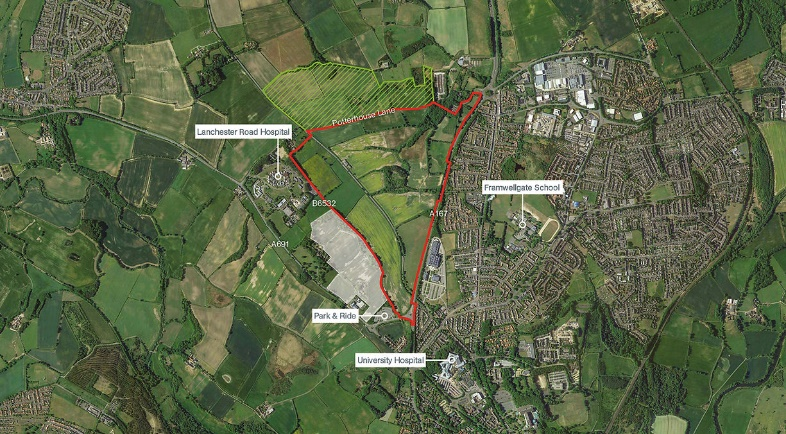 Potterhouse Lane
Lanchester Road Hospital
Framwellgate School
B6532
A167
A691
Park & Ride
University Hospital